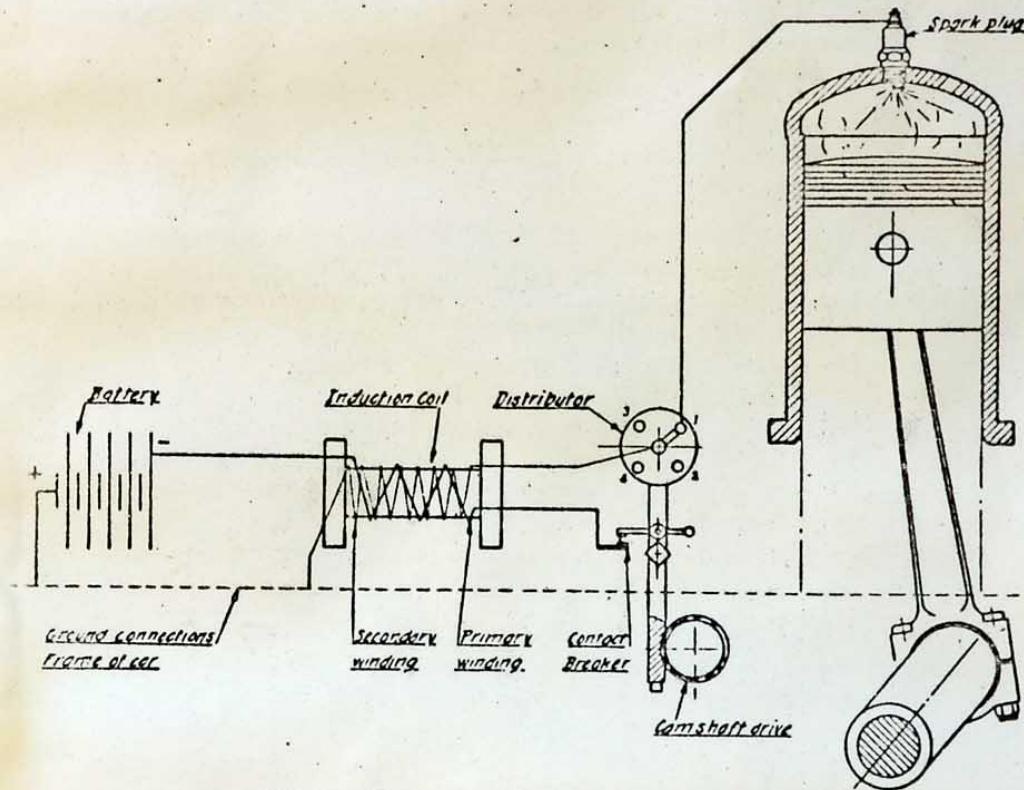 Spark plug
Battery
Induction Coil
Distributor
3 1
4 2
+ -
Ground connections
Frame of car
Secondary
winding
Primary
winding.
Contact
Breaker
Camshaft drive